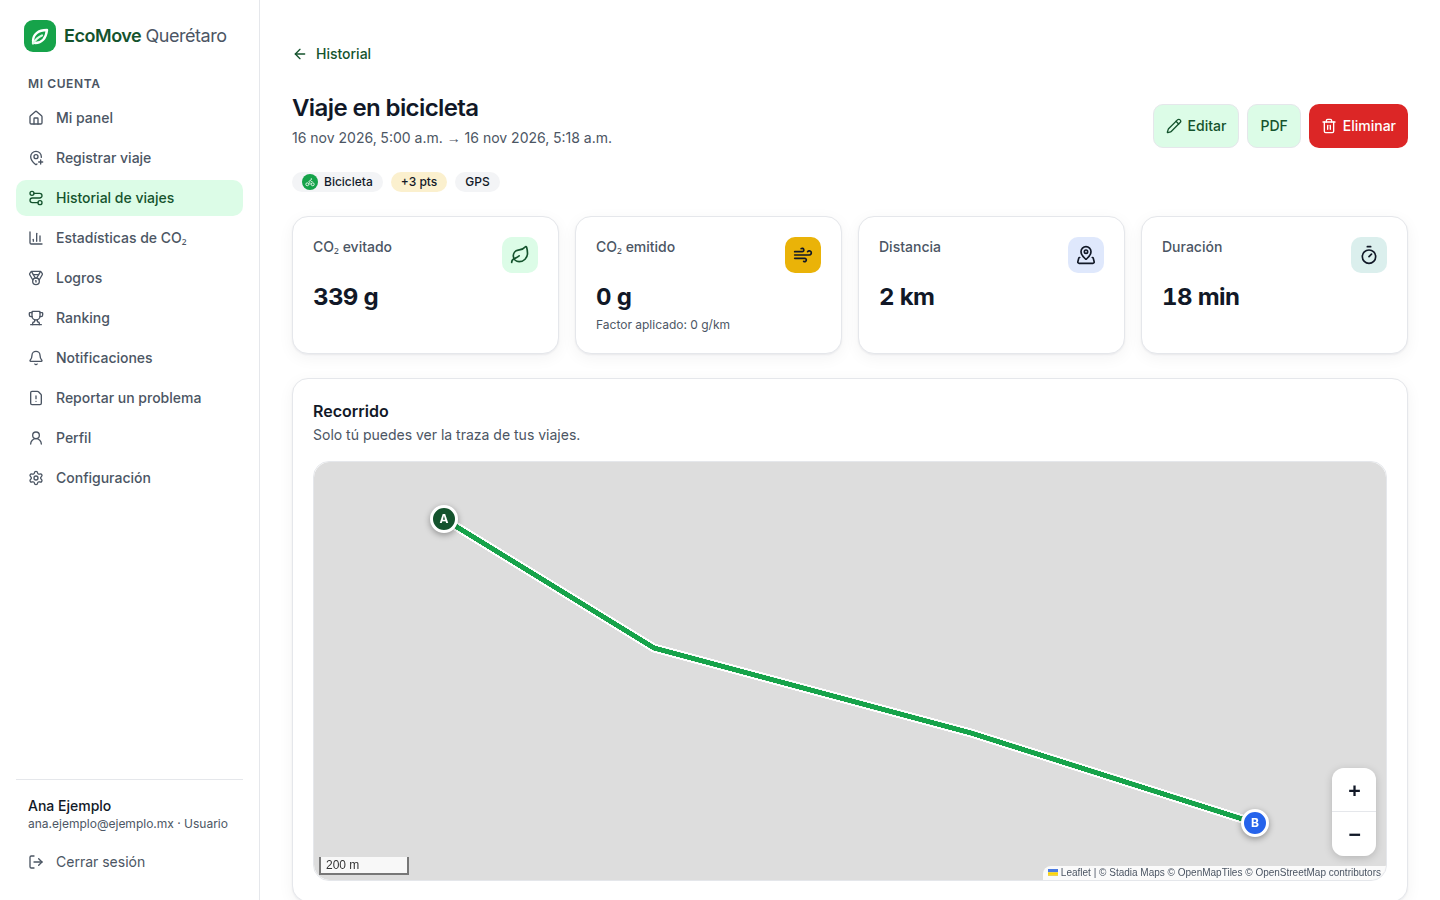 EcoMove Querétaro
MI CUENTA
Mi panel
Registrar viaje
Historial de viajes
Estadísticas de CO₂
Logros
Ranking
Notificaciones
Reportar un problema
Perfil
Configuración
Ana Ejemplo
ana.ejemplo@ejemplo.mx · Usuario
Cerrar sesión
Historial
Viaje en bicicleta
16 nov 2026, 5:00 a.m. → 16 nov 2026, 5:18 a.m.
Editar
PDF
Eliminar
Bicicleta
+3 pts
GPS
CO₂ evitado
339 g
CO₂ emitido
0 g
Factor aplicado: 0 g/km
Distancia
2 km
Duración
18 min
Recorrido
Solo tú puedes ver la traza de tus viajes.
A
B
+
−
200 m
Leaflet | © Stadia Maps © OpenMapTiles © OpenStreetMap contributors